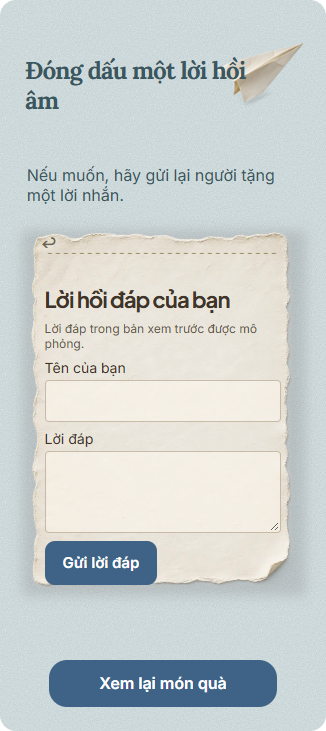 Đóng dấu một lời hồi
âm
Nếu muốn, hãy gửi lại người tặng
một lời nhắn.
Lời hồi đáp của bạn
Lời đáp trong bản xem trước được mô
phỏng.
Tên của bạn
Lời đáp
Gửi lời đáp
Xem lại món quà